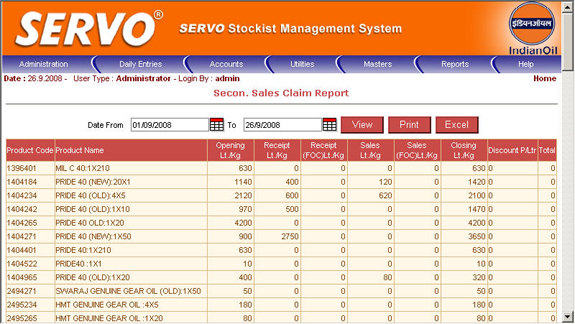 SERVO®
SERVO Stockist Management System
इंडियनऑयल
IndianOil
Administration Daily Entries Accounts Utilities Masters Reports Help
Date : 26.9.2008 - User Type : Administrator - Login By : admin Home
Secon. Sales Claim Report
Date From 01/09/2008 To 26/9/2008 View Print Excel
Product Code Product Name Opening Lt./Kg Receipt Lt./Kg Receipt (FOC)Lt./Kg Sales Lt./Kg Sales (FOC)Lt./Kg Closing Lt./Kg Discount P/Ltr Total
1396401 MIL C 40:1X210 630 0 0 0 0 630 0 0
1404184 PRIDE 40 (NEW):20X1 1140 400 0 120 0 1420 0 0
1404234 PRIDE 40 (OLD):4X5 2120 600 0 620 0 2100 0 0
1404242 PRIDE 40 (OLD):1X10 970 500 0 0 0 1470 0 0
1404265 PRIDE 40 OLD:1X20 4200 0 0 0 0 4200 0 0
1404271 PRIDE 40 (NEW):1X50 900 2750 0 0 0 3650 0 0
1404401 PRIDE 40:1X210 630 0 0 0 0 630 0 0
1404522 PRIDE40 :1X1 10 0 0 0 0 10 0 0
1404965 PRIDE 40 (OLD):1X20 400 0 0 80 0 320 0 0
2494271 SWARAJ GENUINE GEAR OIL (OLD):1X50 50 0 0 0 0 50 0 0
2495234 HMT GENUINE GEAR OIL :4X5 180 0 0 0 0 180 0 0
2495265 HMT GENUINE GEAR OIL :1X20 80 0 0 0 0 80 0 0